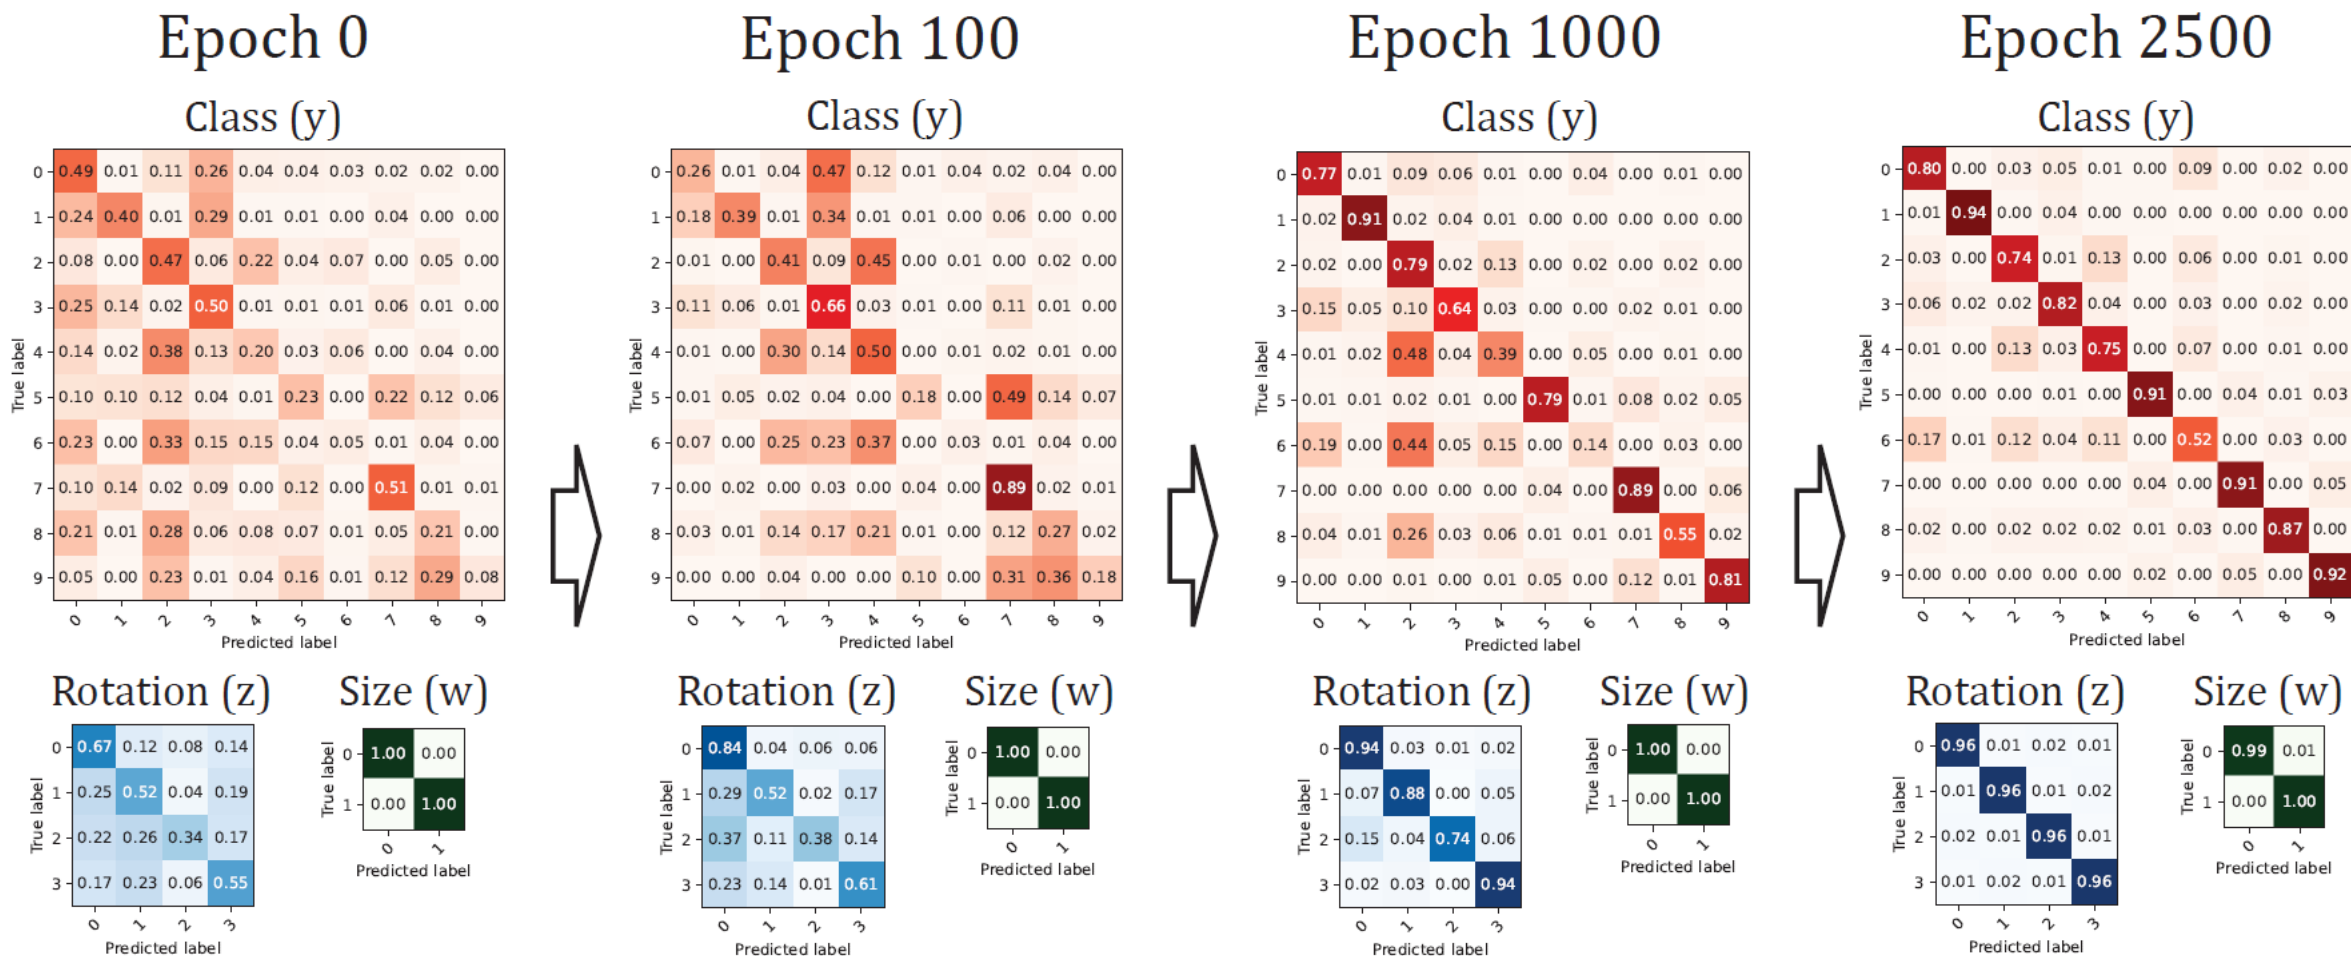 Epoch 0
Class (y)
True label
0 0.49 0.01 0.11 0.26 0.04 0.04 0.03 0.02 0.02 0.00
1 0.24 0.40 0.01 0.29 0.01 0.01 0.00 0.04 0.00 0.00
2 0.08 0.00 0.47 0.06 0.22 0.04 0.07 0.00 0.05 0.00
3 0.25 0.14 0.02 0.50 0.01 0.01 0.01 0.06 0.01 0.00
4 0.14 0.02 0.38 0.13 0.20 0.03 0.06 0.00 0.04 0.00
5 0.10 0.10 0.12 0.04 0.01 0.23 0.00 0.22 0.12 0.06
6 0.23 0.00 0.33 0.15 0.15 0.04 0.05 0.01 0.04 0.00
7 0.10 0.14 0.02 0.09 0.00 0.12 0.00 0.51 0.01 0.01
8 0.21 0.01 0.28 0.06 0.08 0.07 0.01 0.05 0.21 0.00
9 0.05 0.00 0.23 0.01 0.04 0.16 0.01 0.12 0.29 0.08
0 1 2 3 4 5 6 7 8 9
Predicted label
Rotation (z)
True label
0 0.67 0.12 0.08 0.14
1 0.25 0.52 0.04 0.19
2 0.22 0.26 0.34 0.17
3 0.17 0.23 0.06 0.55
0 1 2 3
Predicted label
Size (w)
True label
0 1.00 0.00
1 0.00 1.00
0 1
Predicted label
Epoch 100
Class (y)
True label
0 0.26 0.01 0.04 0.47 0.12 0.01 0.04 0.02 0.04 0.00
1 0.18 0.39 0.01 0.34 0.01 0.01 0.00 0.06 0.00 0.00
2 0.01 0.00 0.41 0.09 0.45 0.00 0.01 0.00 0.02 0.00
3 0.11 0.06 0.01 0.66 0.03 0.01 0.00 0.11 0.01 0.00
4 0.01 0.00 0.30 0.14 0.50 0.00 0.01 0.02 0.01 0.00
5 0.01 0.05 0.02 0.04 0.00 0.18 0.00 0.49 0.14 0.07
6 0.07 0.00 0.25 0.23 0.37 0.00 0.03 0.01 0.04 0.00
7 0.00 0.02 0.00 0.03 0.00 0.04 0.00 0.89 0.02 0.01
8 0.03 0.01 0.14 0.17 0.21 0.01 0.00 0.12 0.27 0.02
9 0.00 0.00 0.04 0.00 0.00 0.10 0.00 0.31 0.36 0.18
0 1 2 3 4 5 6 7 8 9
Predicted label
Rotation (z)
True label
0 0.84 0.04 0.06 0.06
1 0.29 0.52 0.02 0.17
2 0.37 0.11 0.38 0.14
3 0.23 0.14 0.01 0.61
0 1 2 3
Predicted label
Size (w)
True label
0 1.00 0.00
1 0.00 1.00
0 1
Predicted label
Epoch 1000
Class (y)
True label
0 0.77 0.01 0.09 0.06 0.01 0.00 0.04 0.00 0.01 0.00
1 0.02 0.91 0.02 0.04 0.01 0.00 0.00 0.00 0.00 0.00
2 0.02 0.00 0.79 0.02 0.13 0.00 0.02 0.00 0.02 0.00
3 0.15 0.05 0.10 0.64 0.03 0.00 0.00 0.02 0.01 0.00
4 0.01 0.02 0.48 0.04 0.39 0.00 0.05 0.00 0.01 0.00
5 0.01 0.01 0.02 0.01 0.00 0.79 0.01 0.08 0.02 0.05
6 0.19 0.00 0.44 0.05 0.15 0.00 0.14 0.00 0.03 0.00
7 0.00 0.00 0.00 0.00 0.00 0.04 0.00 0.89 0.00 0.06
8 0.04 0.01 0.26 0.03 0.06 0.01 0.01 0.01 0.55 0.02
9 0.00 0.00 0.01 0.00 0.01 0.05 0.00 0.12 0.01 0.81
0 1 2 3 4 5 6 7 8 9
Predicted label
Rotation (z)
True label
0 0.94 0.03 0.01 0.02
1 0.07 0.88 0.00 0.05
2 0.15 0.04 0.74 0.06
3 0.02 0.03 0.00 0.94
0 1 2 3
Predicted label
Size (w)
True label
0 1.00 0.00
1 0.00 1.00
0 1
Predicted label
Epoch 2500
Class (y)
True label
0 0.80 0.00 0.03 0.05 0.01 0.00 0.09 0.00 0.02 0.00
1 0.01 0.94 0.00 0.04 0.00 0.00 0.00 0.00 0.00 0.00
2 0.03 0.00 0.74 0.01 0.13 0.00 0.06 0.00 0.01 0.00
3 0.06 0.02 0.02 0.82 0.04 0.00 0.03 0.00 0.02 0.00
4 0.01 0.00 0.13 0.03 0.75 0.00 0.07 0.00 0.01 0.00
5 0.00 0.00 0.01 0.00 0.00 0.91 0.00 0.04 0.01 0.03
6 0.17 0.01 0.12 0.04 0.11 0.00 0.52 0.00 0.03 0.00
7 0.00 0.00 0.00 0.00 0.00 0.04 0.00 0.91 0.00 0.05
8 0.02 0.00 0.02 0.02 0.02 0.01 0.03 0.00 0.87 0.00
9 0.00 0.00 0.00 0.00 0.00 0.02 0.00 0.05 0.00 0.92
0 1 2 3 4 5 6 7 8 9
Predicted label
Rotation (z)
True label
0 0.96 0.01 0.02 0.01
1 0.01 0.96 0.01 0.02
2 0.02 0.01 0.96 0.01
3 0.01 0.02 0.01 0.96
0 1 2 3
Predicted label
Size (w)
True label
0 0.99 0.01
1 0.00 1.00
0 1
Predicted label